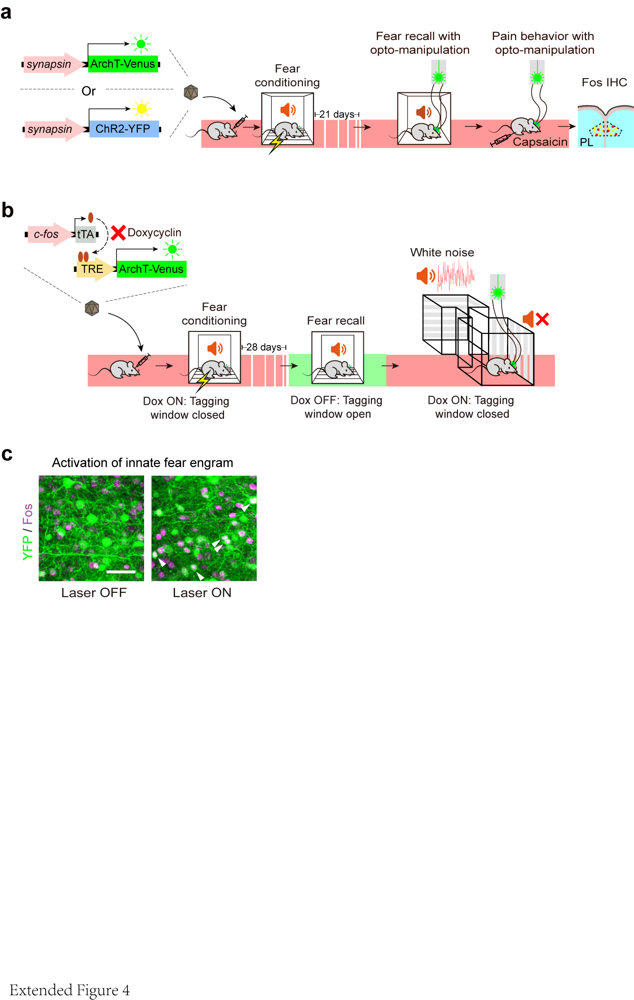 a
synapsin
ArchT-Venus
Or
synapsin
ChR2-YFP
Fear
conditioning
21 days
Fear recall with
opto-manipulation
Pain behavior with
opto-manipulation
Capsaicin
Fos IHC
PL
b
c-fos
tTA
Doxycyclin
TRE
ArchT-Venus
Fear
conditioning
28 days
Fear recall
White noise
Dox ON: Tagging
window closed
Dox OFF: Tagging
window open
Dox ON: Tagging
window closed
c
Activation of innate fear engram
YFP / Fos
Laser OFF
Laser ON
Extended Figure 4